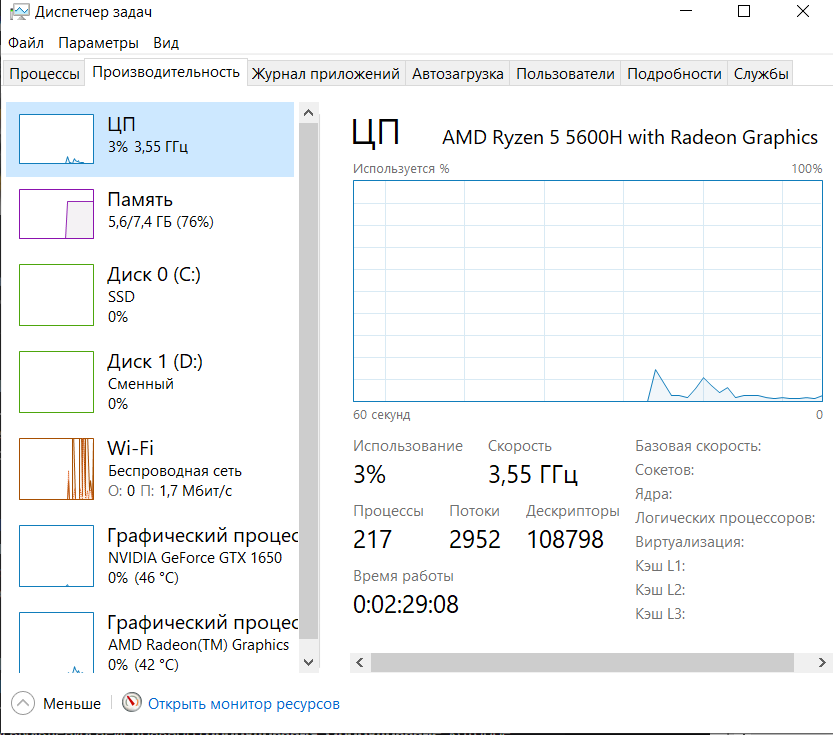 Диспетчер задач
Файл Параметры Вид
Процессы Производительность Журнал приложений Автозагрузка Пользователи Подробности Службы
ЦП
3% 3,55 ГГц
Память
5,6/7,4 ГБ (76%)
Диск 0 (C:)
SSD
0%
Диск 1 (D:)
Сменный
0%
Wi-Fi
Беспроводная сеть
О: 0 П: 1,7 Мбит/с
Графический процес
NVIDIA GeForce GTX 1650
0% (46 °C)
Графический процес
AMD Radeon(TM) Graphics
0% (42 °C)
ЦП
AMD Ryzen 5 5600H with Radeon Graphics
Используется % 100%
60 секунд 0
Использование Скорость
3% 3,55 ГГц
Процессы Потоки Дескрипторы
217 2952 108798
Время работы
0:02:29:08
Базовая скорость:
Сокетов:
Ядра:
Логических процессоров:
Виртуализация:
Кэш L1:
Кэш L2:
Кэш L3:
Меньше Открыть монитор ресурсов